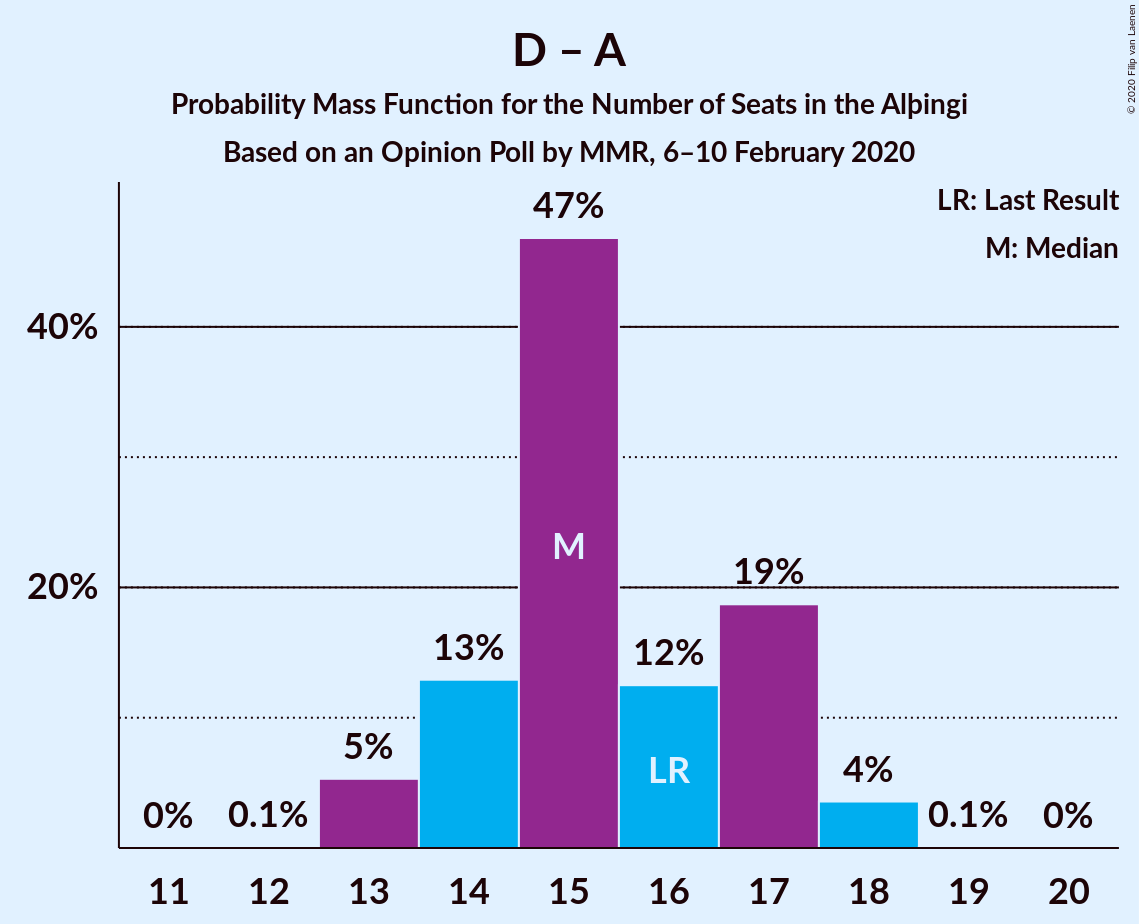 D – A
Probability Mass Function for the Number of Seats in the Alþingi
Based on an Opinion Poll by MMR, 6–10 February 2020
© 2020 Filip van Laenen
LR: Last Result
M: Median
47%
40%
M
20%
19%
13%
12%
5%
LR
4%
0%
0.1%
0.1%
0%
11 12 13 14 15 16 17 18 19 20